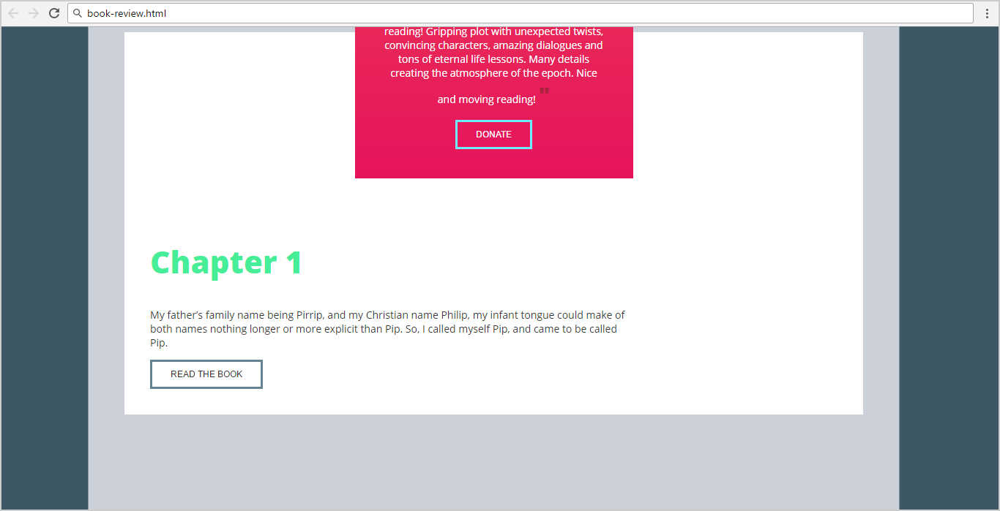 book-review.html
reading! Gripping plot with unexpected twists,
convincing characters, amazing dialogues and
tons of eternal life lessons. Many details
creating the atmosphere of the epoch. Nice
and moving reading! "
DONATE
Chapter 1
My father’s family name being Pirrip, and my Christian name Philip, my infant tongue could make of
both names nothing longer or more explicit than Pip. So, I called myself Pip, and came to be called
Pip.
READ THE BOOK